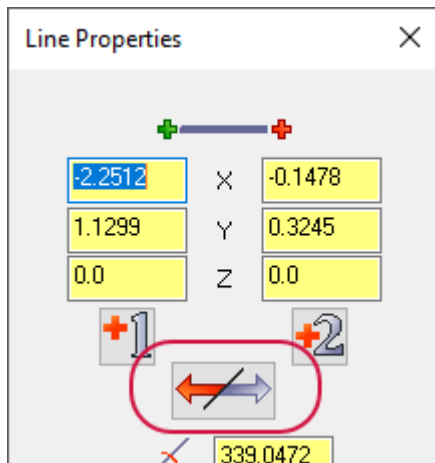 Line Properties
-2.2512 X -0.1478
1.1299 Y 0.3245
0.0 Z 0.0
1 2
339.0472